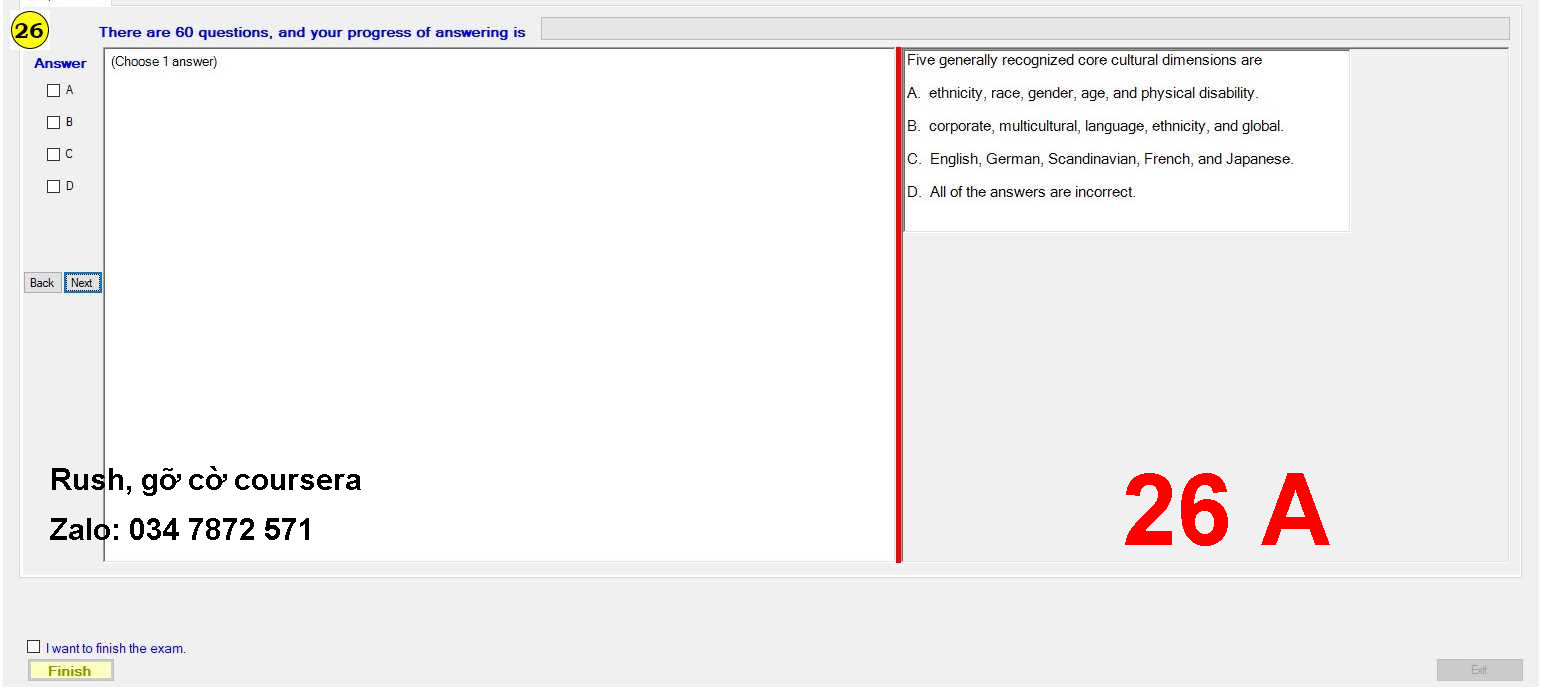 26
There are 60 questions, and your progress of answering is
Answer
(Choose 1 answer)
A
B
C
D
Back
Next
Five generally recognized core cultural dimensions are
A. ethnicity, race, gender, age, and physical disability.
B. corporate, multicultural, language, ethnicity, and global.
C. English, German, Scandinavian, French, and Japanese.
D. All of the answers are incorrect.
Rush, gỡ cờ coursera
Zalo: 034 7872 571
26 A
I want to finish the exam.
Finish
Exit